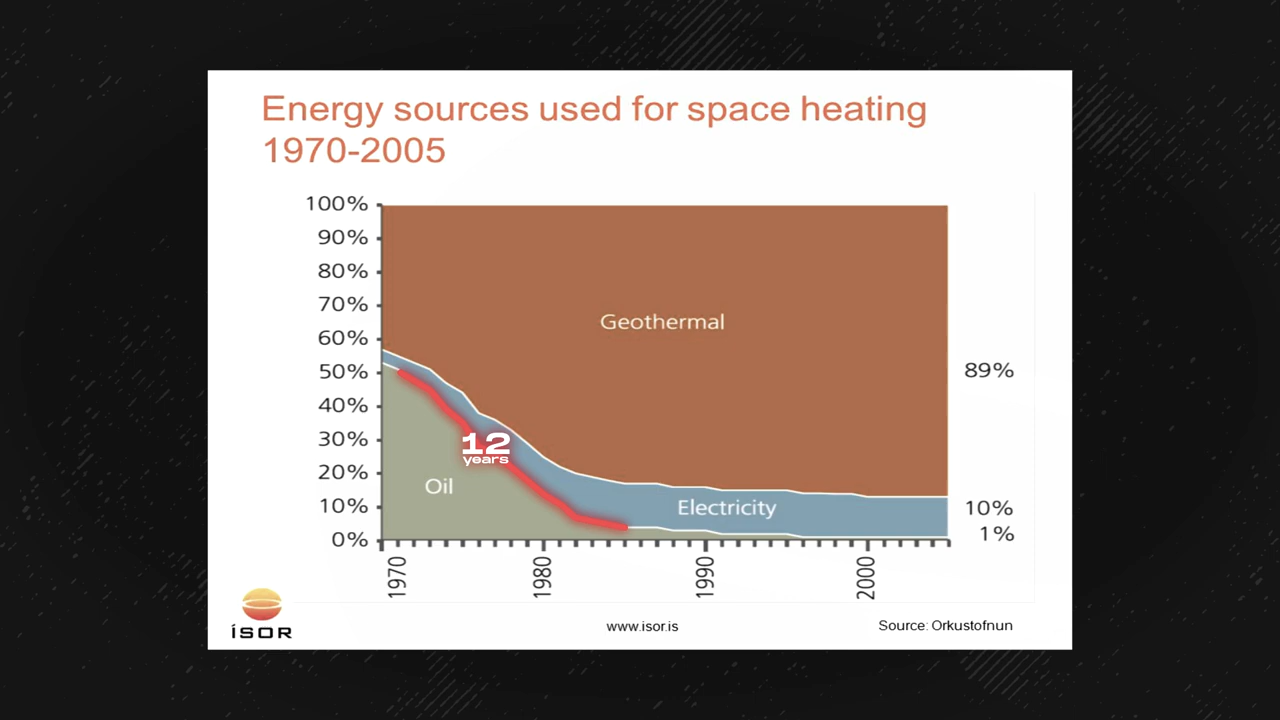 Energy sources used for space heating
1970-2005
100%
90%
80%
70%
60%
50%
40%
30%
20%
10%
0%
Geothermal
12
years
Oil
Electricity
89%
10%
1%
1970
1980
1990
2000
ÍSOR
www.isor.is
Source: Orkustofnun